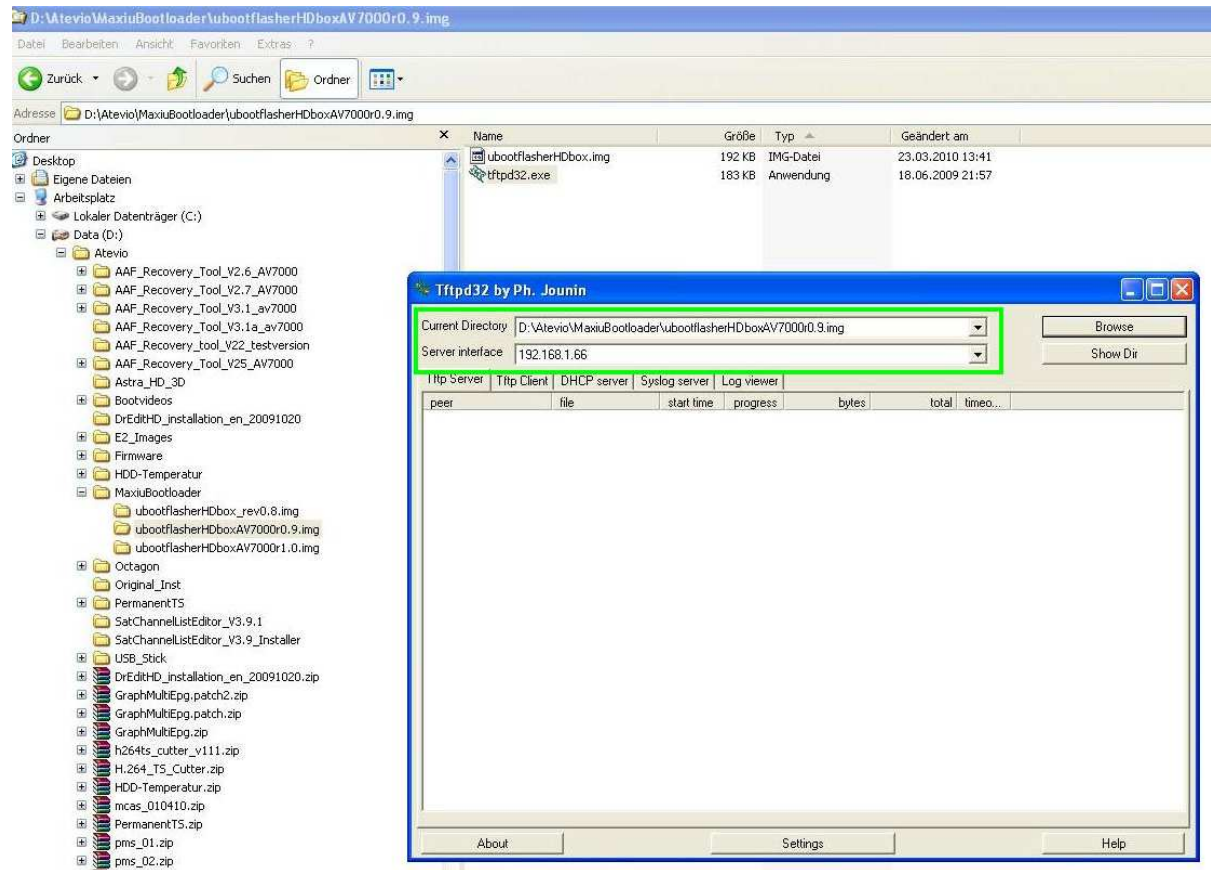 D:\Atevio\MaxiuBootloader\ubootflasherHDboxAV7000r0.9.img
Datei Bearbeiten Ansicht Favoriten Extras ?
Zurück Suchen Ordner
Adresse D:\Atevio\MaxiuBootloader\ubootflasherHDboxAV7000r0.9.img
Ordner
Desktop
Eigene Dateien
Arbeitsplatz
Lokaler Datenträger (C:)
Data (D:)
Atevio
AAF_Recovery_Tool_V2.6_AV7000
AAF_Recovery_Tool_V2.7_AV7000
AAF_Recovery_Tool_V3.1_av7000
AAF_Recovery_Tool_V3.1a_av7000
AAF_Recovery_tool_V22_testversion
AAF_Recovery_Tool_V25_AV7000
Astra_HD_3D
Bootvideos
DrEditHD_installation_en_20091020
E2_Images
Firmware
HDD-Temperatur
MaxiuBootloader
ubootflasherHDbox_rev0.8.img
ubootflasherHDboxAV7000r0.9.img
ubootflasherHDboxAV7000r1.0.img
Octagon
Original_Inst
PermanentTS
SatChannelListEditor_V3.9.1
SatChannelListEditor_V3.9_Installer
USB_Stick
DrEditHD_installation_en_20091020.zip
GraphMultiEpg.patch2.zip
GraphMultiEpg.patch.zip
GraphMultiEpg.zip
h264ts_cutter_v111.zip
H.264_TS_Cutter.zip
HDD-Temperatur.zip
mcas_010410.zip
PermanentTS.zip
pms_01.zip
pms_02.zip
Name Größe Typ Geändert am
ubootflasherHDbox.img 192 KB IMG-Datei 23.03.2010 13:41
tftpd32.exe 183 KB Anwendung 18.06.2009 21:57
Tftpd32 by Ph. Jounin
Current Directory D:\Atevio\MaxiuBootloader\ubootflasherHDboxAV7000r0.9.img Browse
Server interface 192.168.1.66 Show Dir
Tftp Server Tftp Client DHCP server Syslog server Log viewer
peer file start time progress bytes total timeo...
About Settings Help